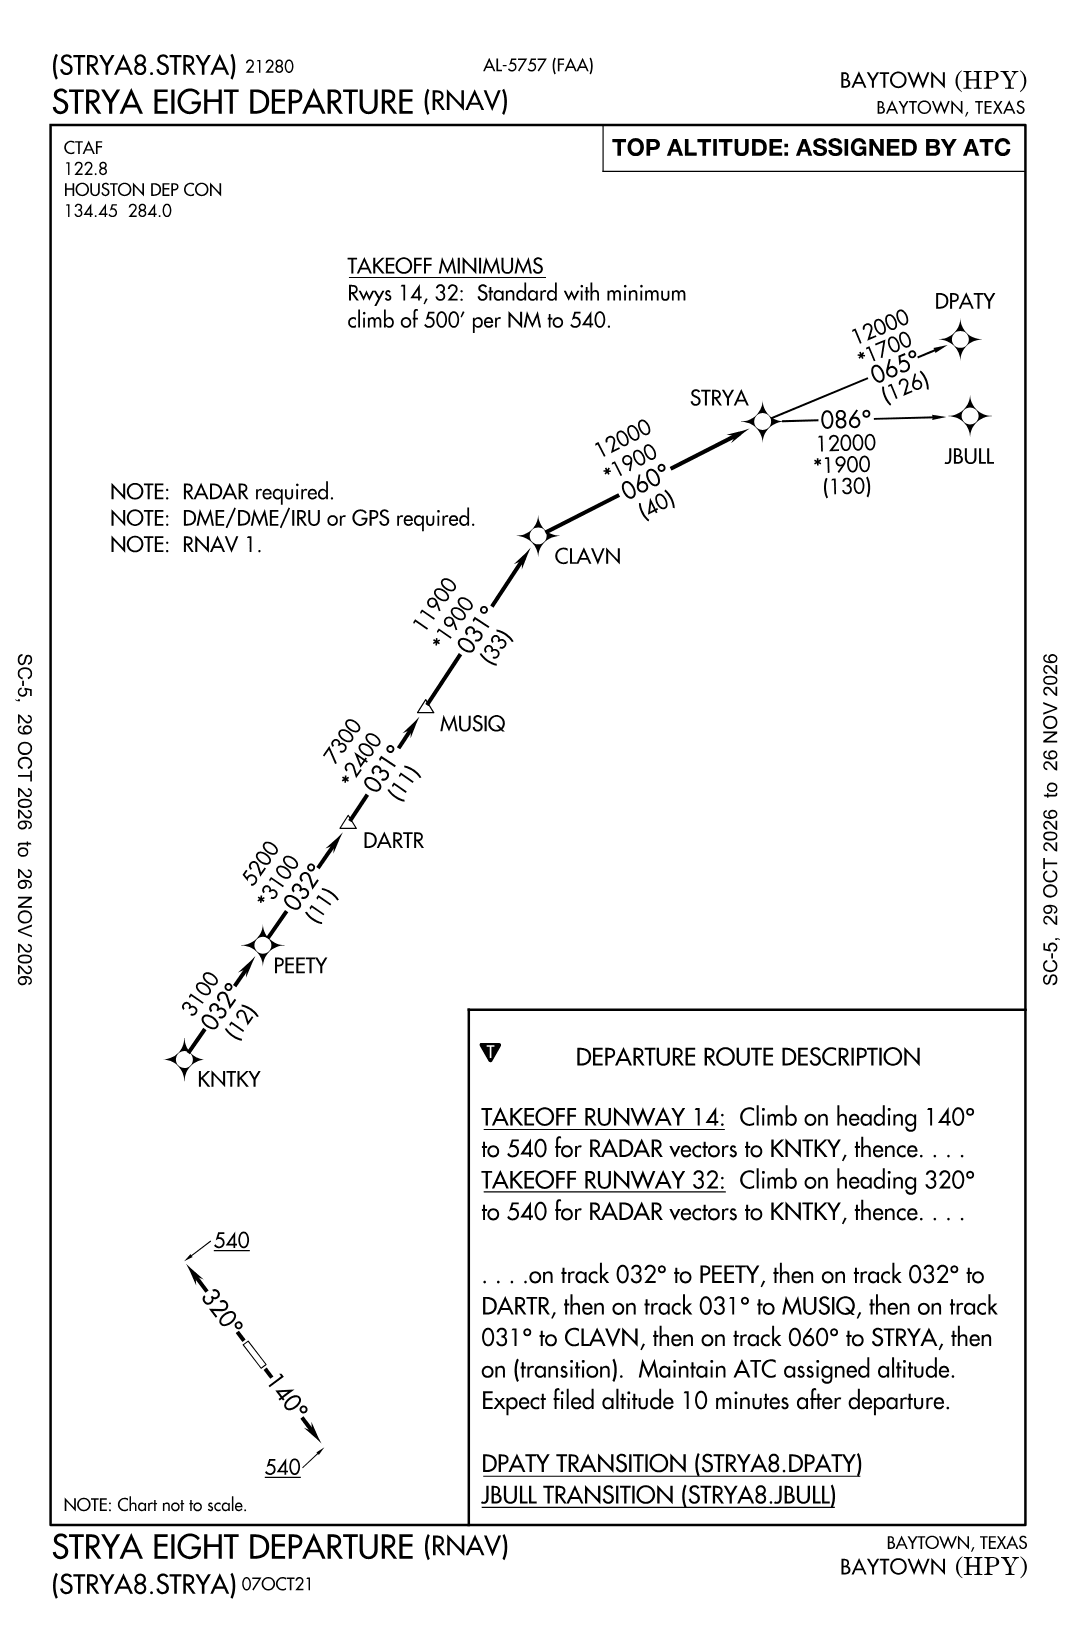 (STRYA8.STRYA) 21280
AL-5757 (FAA)
BAYTOWN (HPY)
STRYA EIGHT DEPARTURE (RNAV)
BAYTOWN, TEXAS
CTAF
122.8
HOUSTON DEP CON
134.45 284.0
TOP ALTITUDE: ASSIGNED BY ATC
TAKEOFF MINIMUMS
Rwys 14, 32: Standard with minimum
climb of 500' per NM to 540.
DPATY
12000
*1700
065°
(126)
STRYA
086°
12000
*1900
(130)
JBULL
12000
*1900
060°
(40)
NOTE: RADAR required.
NOTE: DME/DME/IRU or GPS required.
NOTE: RNAV 1.
CLAVN
11900
*1900
031°
(33)
MUSIQ
7300
*2400
031°
(11)
DARTR
5200
*3100
032°
(11)
PEETY
3100
032°
(12)
KNTKY
SC-5, 29 OCT 2026 to 26 NOV 2026
SC-5, 29 OCT 2026 to 26 NOV 2026
T
DEPARTURE ROUTE DESCRIPTION
TAKEOFF RUNWAY 14: Climb on heading 140°
to 540 for RADAR vectors to KNTKY, thence. . . .
TAKEOFF RUNWAY 32: Climb on heading 320°
to 540 for RADAR vectors to KNTKY, thence. . . .
. . . .on track 032° to PEETY, then on track 032° to
DARTR, then on track 031° to MUSIQ, then on track
031° to CLAVN, then on track 060° to STRYA, then
on (transition). Maintain ATC assigned altitude.
Expect filed altitude 10 minutes after departure.
DPATY TRANSITION (STRYA8.DPATY)
JBULL TRANSITION (STRYA8.JBULL)
540
320°
140°
540
NOTE: Chart not to scale.
STRYA EIGHT DEPARTURE (RNAV)
BAYTOWN, TEXAS
BAYTOWN (HPY)
(STRYA8.STRYA) 07OCT21